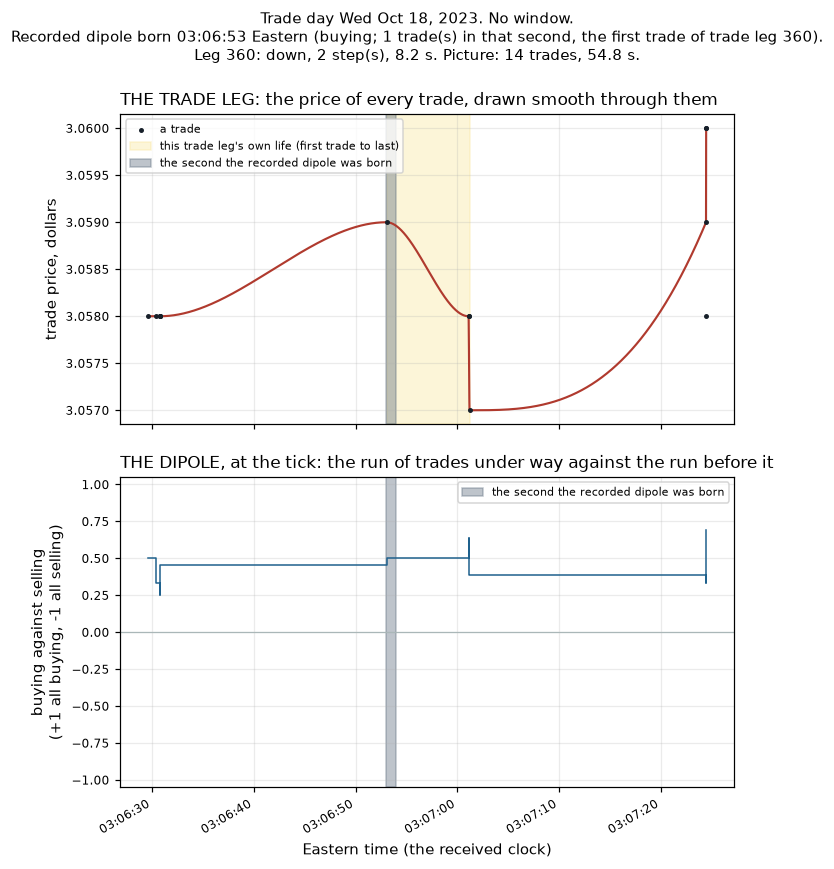 Trade day Wed Oct 18, 2023. No window.
Recorded dipole born 03:06:53 Eastern (buying; 1 trade(s) in that second, the first trade of trade leg 360).
Leg 360: down, 2 step(s), 8.2 s. Picture: 14 trades, 54.8 s.
THE TRADE LEG: the price of every trade, drawn smooth through them
a trade
this trade leg's own life (first trade to last)
the second the recorded dipole was born
trade price, dollars
3.0600
3.0595
3.0590
3.0585
3.0580
3.0575
3.0570
THE DIPOLE, at the tick: the run of trades under way against the run before it
the second the recorded dipole was born
buying against selling
(+1 all buying, -1 all selling)
1.00
0.75
0.50
0.25
0.00
−0.25
−0.50
−0.75
−1.00
03:06:30
03:06:40
03:06:50
03:07:00
03:07:10
03:07:20
Eastern time (the received clock)